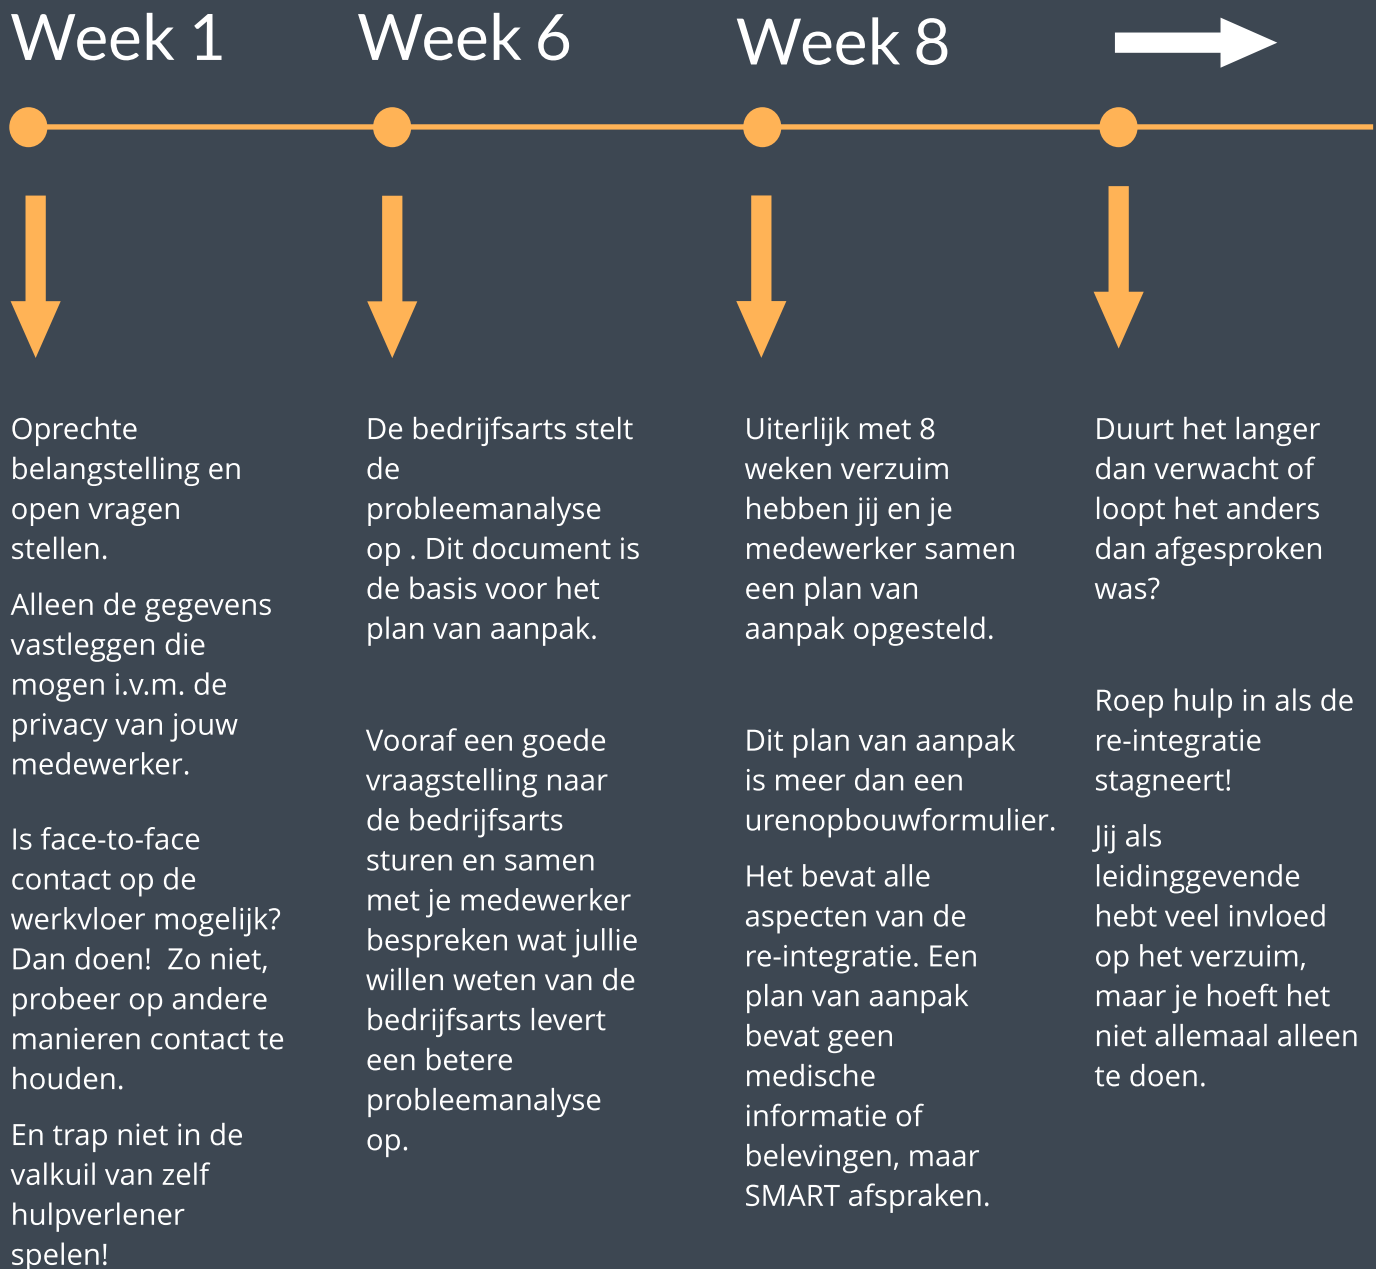 Week 1
Week 6
Week 8
Oprechte
belangstelling en
open vragen
stellen.
Alleen de gegevens
vastleggen die
mogen i.v.m. de
privacy van jouw
medewerker.
Is face-to-face
contact op de
werkvloer mogelijk?
Dan doen!  Zo niet,
probeer op andere
manieren contact te
houden.
En trap niet in de
valkuil van zelf
hulpverlener
spelen!
De bedrijfsarts stelt
de
probleemanalyse
op . Dit document is
de basis voor het
plan van aanpak.
Vooraf een goede
vraagstelling naar
de bedrijfsarts
sturen en samen
met je medewerker
bespreken wat jullie
willen weten van de
bedrijfsarts levert
een betere
probleemanalyse
op.
Uiterlijk met 8
weken verzuim
hebben jij en je
medewerker samen
een plan van
aanpak opgesteld.
Dit plan van aanpak
is meer dan een
urenopbouwformulier.
Het bevat alle
aspecten van de
re-integratie. Een
plan van aanpak
bevat geen
medische
informatie of
belevingen, maar
SMART afspraken.
Duurt het langer
dan verwacht of
loopt het anders
dan afgesproken
was?
Roep hulp in als de
re-integratie
stagneert!
Jij als
leidinggevende
hebt veel invloed
op het verzuim,
maar je hoeft het
niet allemaal alleen
te doen.